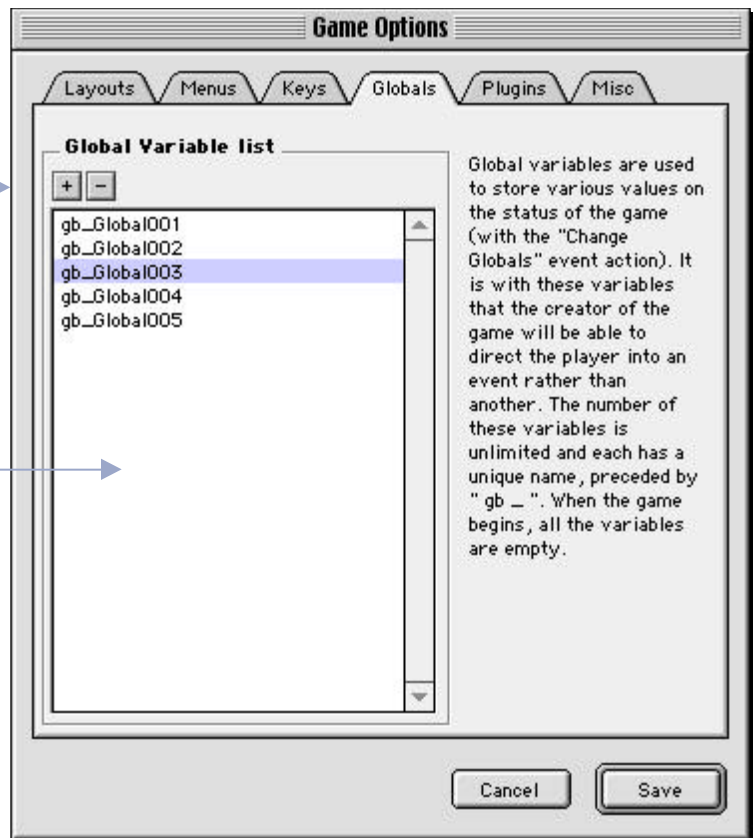 Game Options
Layouts Menus Keys Globals Plugins Misc
Global Variable list
+ -
gb_Global001
gb_Global002
gb_Global003
gb_Global004
gb_Global005
Global variables are used
to store various values on
the status of the game
(with the "Change
Globals" event action). It
is with these variables
that the creator of the
game will be able to
direct the player into an
event rather than
another. The number of
these variables is
unlimited and each has a
unique name, preceded by
" gb _ ". When the game
begins, all the variables
are empty.
Cancel Save